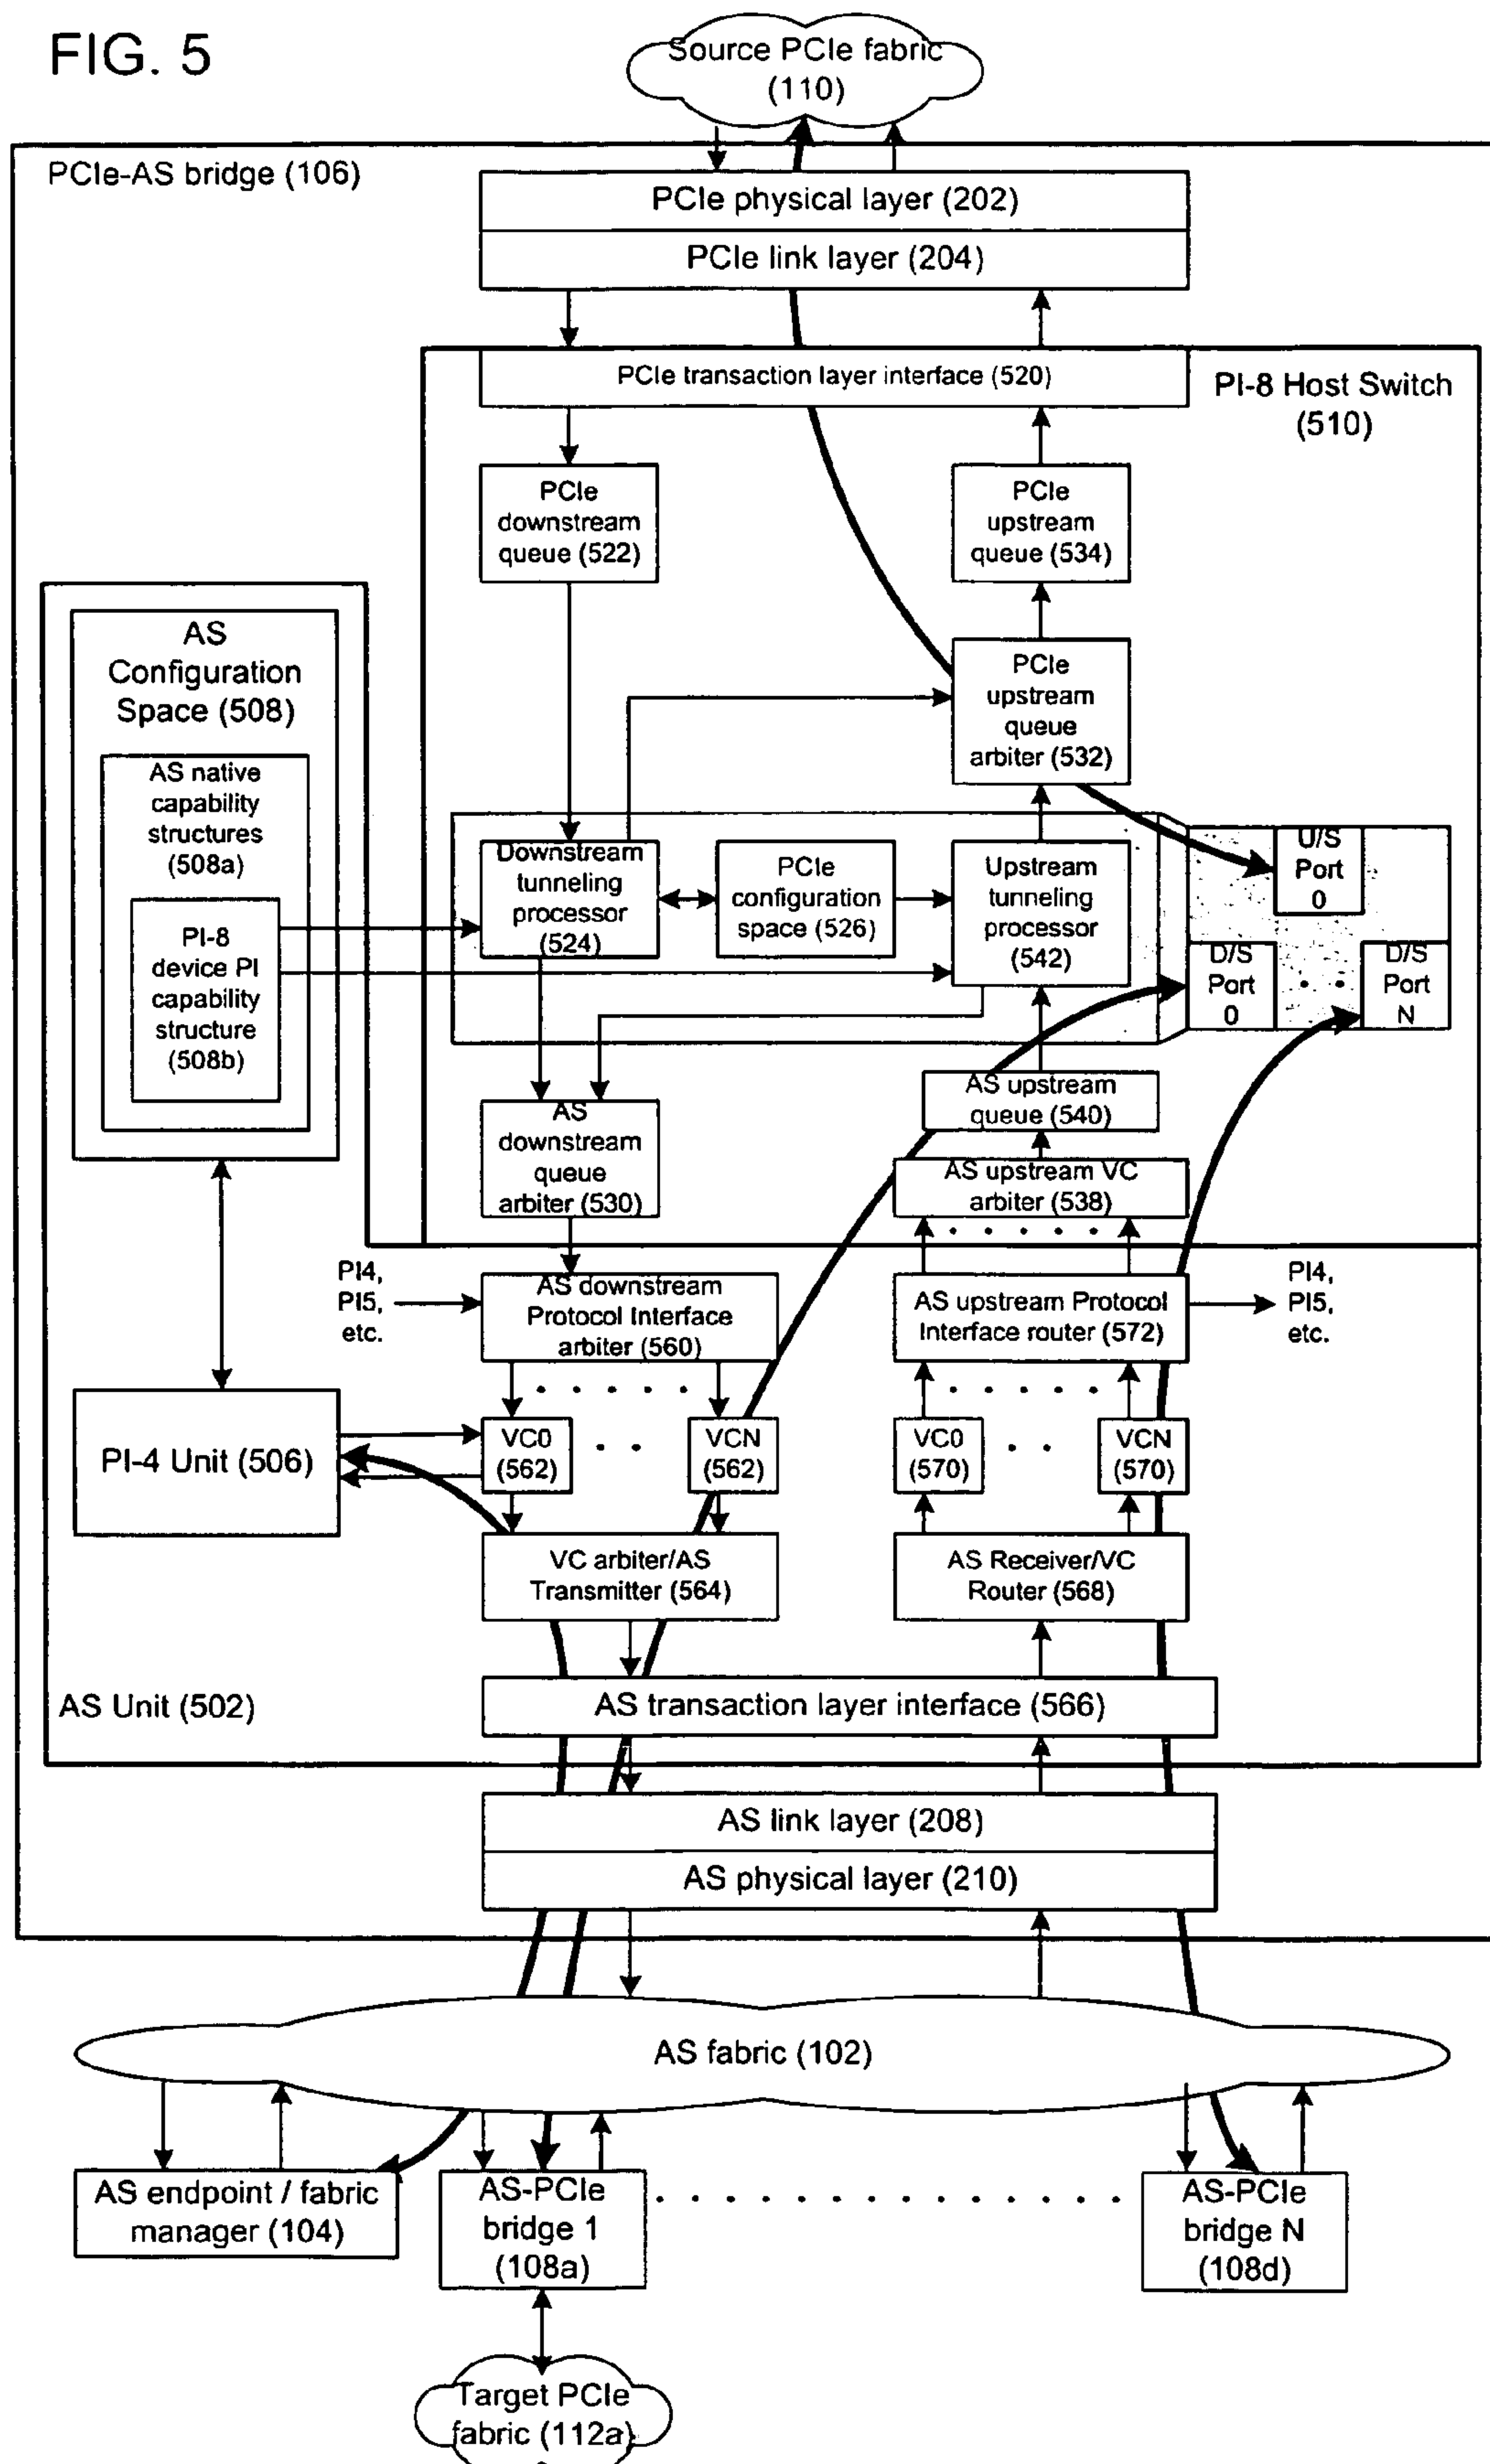 FIG. 5
Source PCIe fabric
(110)
PCIe-AS bridge (106)
PCIe physical layer (202)
PCIe link layer (204)
PCIe transaction layer interface (520)
PI-8 Host Switch
(510)
PCIe
downstream
queue (522)
PCIe
upstream
queue (534)
AS
Configuration
Space (508)
PCIe
upstream
queue
arbiter (532)
AS native
capability
structures
(508a)
PI-8
device PI
capability
structure
(508b)
Downstream
tunneling
processor
(524)
PCIe
configuration
space (526)
Upstream
tunneling
processor
(542)
U/S
Port
0
D/S
Port
0
D/S
Port
N
AS upstream
queue (540)
AS
downstream
queue
arbiter (530)
AS upstream VC
arbiter (538)
PI4,
PI5,
etc.
AS downstream
Protocol Interface
arbiter (560)
AS upstream Protocol
Interface router (572)
PI4,
PI5,
etc.
PI-4 Unit (506)
VC0
(562)
VCN
(562)
VC0
(570)
VCN
(570)
VC arbiter/AS
Transmitter (564)
AS Receiver/VC
Router (568)
AS Unit (502)
AS transaction layer interface (566)
AS link layer (208)
AS physical layer (210)
AS fabric (102)
AS endpoint / fabric
manager (104)
AS-PCIe
bridge 1
(108a)
AS-PCIe
bridge N
(108d)
Target PCIe
fabric (112a)